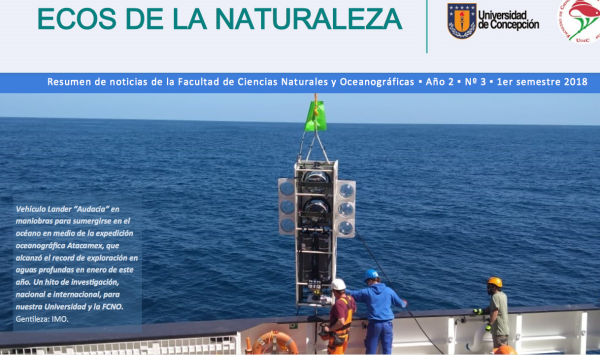 ECOS DE LA NATURALEZA
Universidad
de Concepción
UdeC
Resumen de noticias de la Facultad de Ciencias Naturales y Oceanográficas • Año 2 • Nº 3 • 1er semestre 2018
Vehículo Lander "Audacia" en
maniobras para sumergirse en el
océano en medio de la expedición
oceanográfica Atacamex, que
alcanzó el record de exploración en
aguas profundas en enero de este
año. Un hito de investigación,
nacional e internacional, para
nuestra Universidad y la FCNO.
Gentileza: IMO.